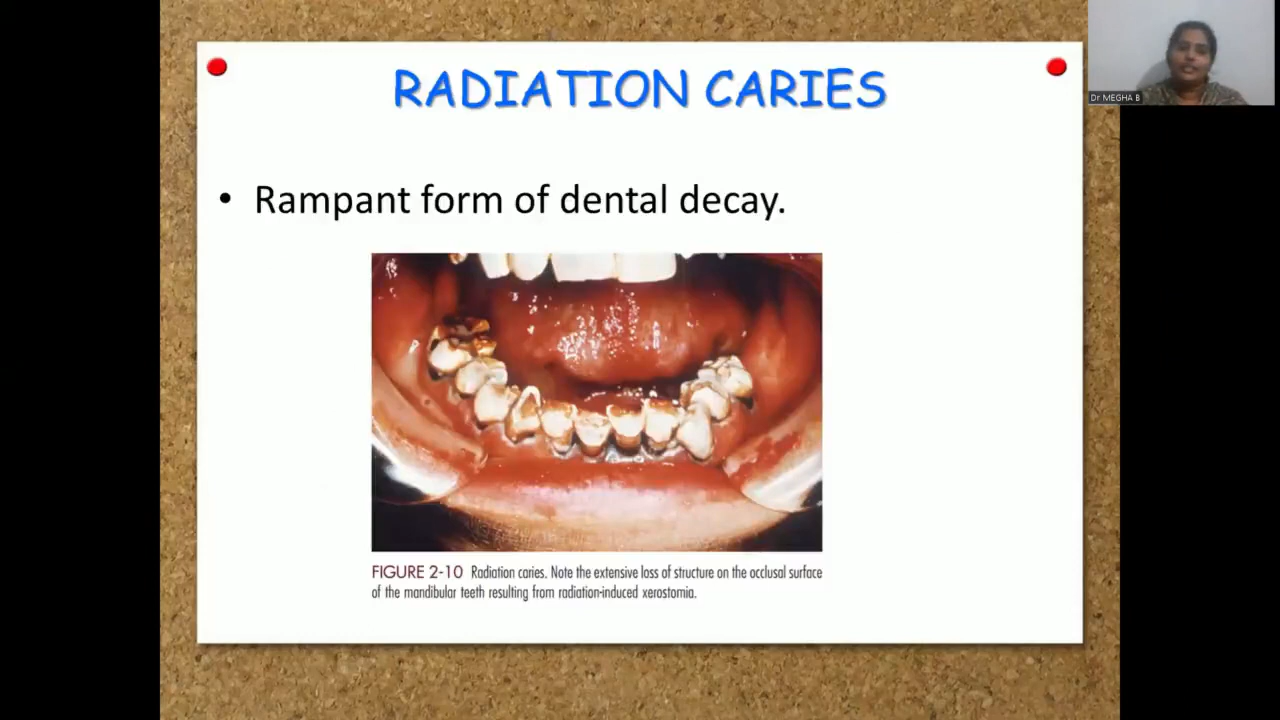 RADIATION CARIES
Dr MEGHA B
• Rampant form of dental decay.
FIGURE 2-10 Radiation caries. Note the extensive loss of structure on the occlusal surface
of the mandibular teeth resulting from radiation-induced xerostomia.